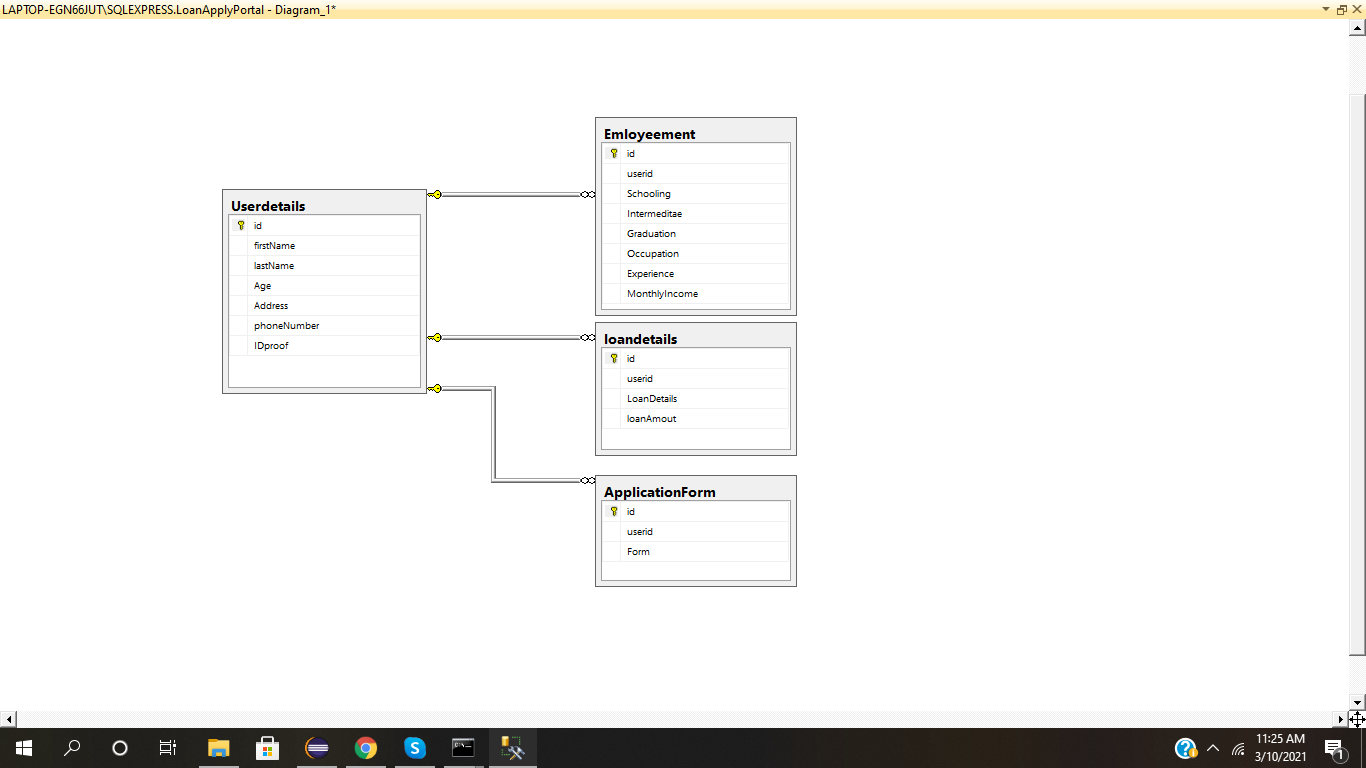 LAPTOP-EGN66JUT\SQLEXPRESS.LoanApplyPortal - Diagram_1*
Userdetails
id
firstName
lastName
Age
Address
phoneNumber
IDproof
Emloyeement
id
userid
Schooling
Intermeditae
Graduation
Occupation
Experience
MonthlyIncome
loandetails
id
userid
LoanDetails
loanAmout
ApplicationForm
id
userid
Form
11:25 AM
3/10/2021
1